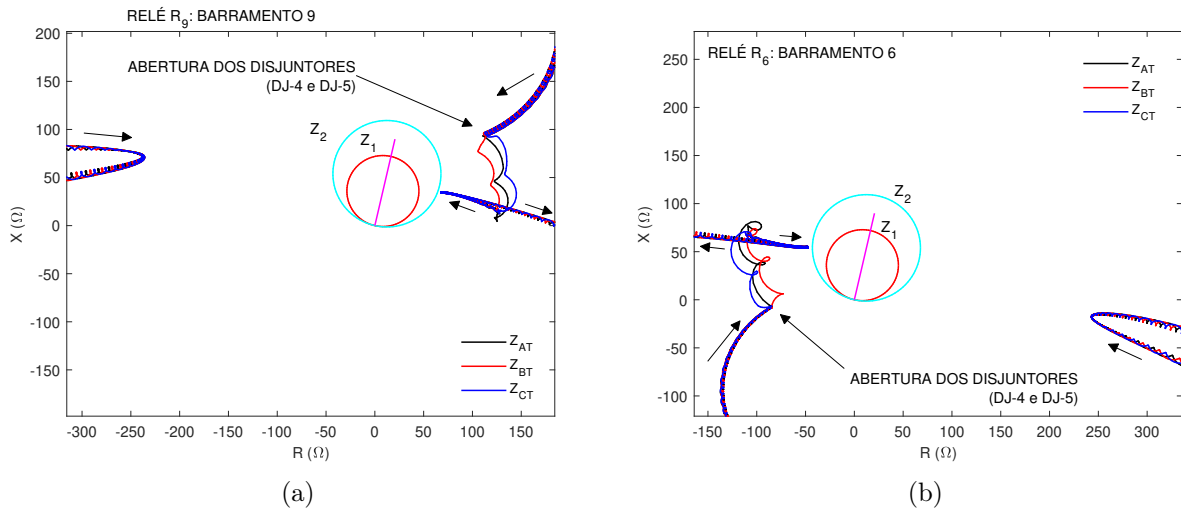 RELÉ R9: BARRAMENTO 9
200
150
100
50
0
-50
-100
-150
X (Ω)
ABERTURA DOS DISJUNTORES
(DJ-4 e DJ-5)
Z2
Z1
ZAT
ZBT
ZCT
-300 -250 -200 -150 -100 -50 0 50 100 150
R (Ω)
(a)
RELÉ R6: BARRAMENTO 6
250
200
150
100
50
0
-50
-100
X (Ω)
ZAT
ZBT
ZCT
Z2
Z1
ABERTURA DOS DISJUNTORES
(DJ-4 e DJ-5)
-150 -100 -50 0 50 100 150 200 250 300
R (Ω)
(b)